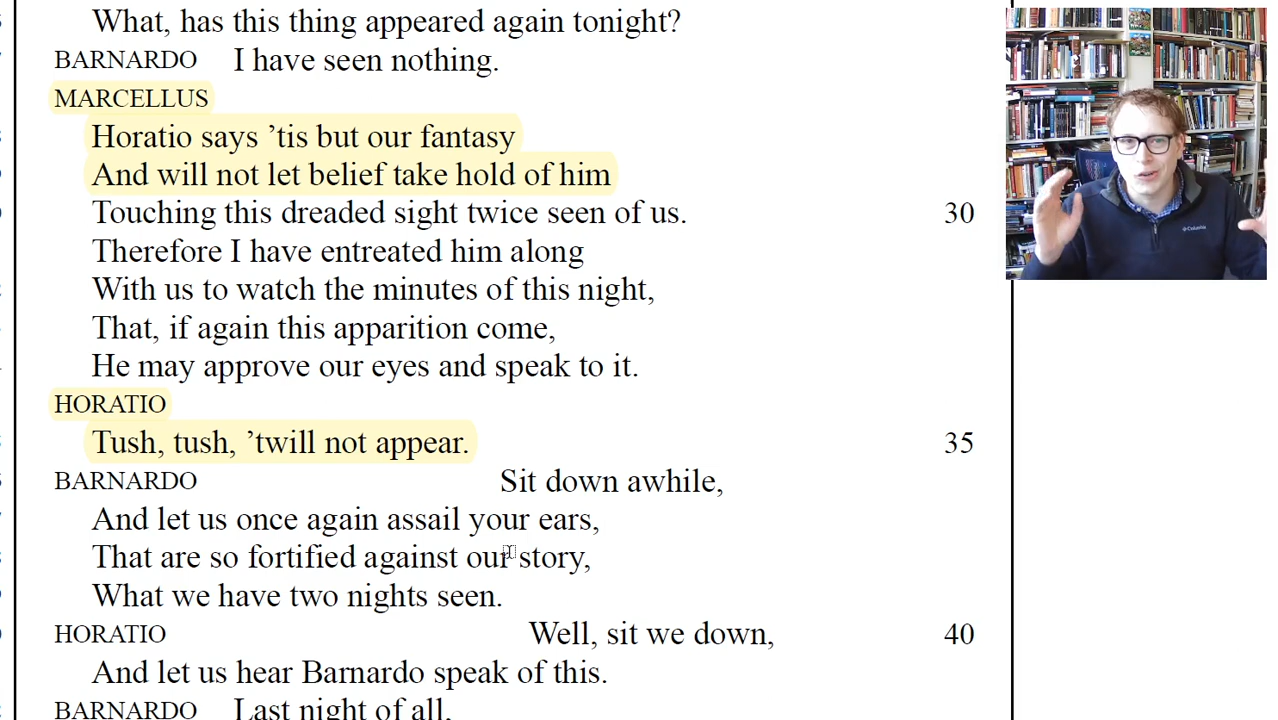 What, has this thing appeared again tonight?
BARNARDO I have seen nothing.
MARCELLUS
Horatio says ’tis but our fantasy
And will not let belief take hold of him
Touching this dreaded sight twice seen of us. 30
Therefore I have entreated him along
With us to watch the minutes of this night,
That, if again this apparition come,
He may approve our eyes and speak to it.
HORATIO
Tush, tush, ’twill not appear. 35
BARNARDO Sit down awhile,
And let us once again assail your ears,
That are so fortified against our story,
What we have two nights seen.
HORATIO Well, sit we down, 40
And let us hear Barnardo speak of this.
BARNARDO Last night of all,
Columbia